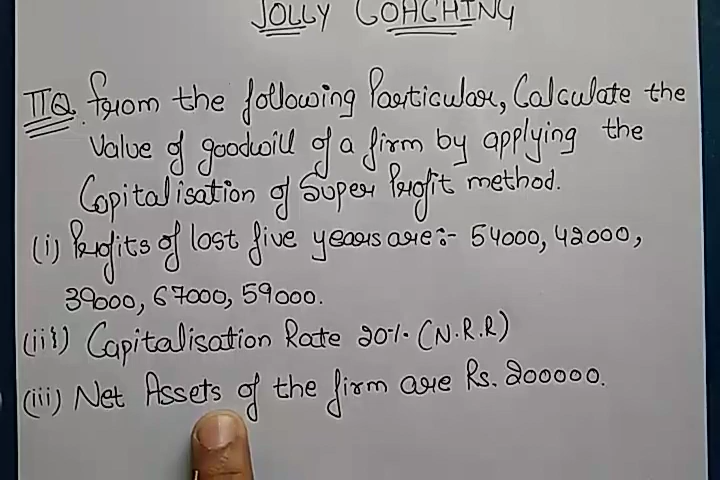 JOLLY COACHING
IIQ. From the following Particular, Calculate the
Value of goodwill of a firm by applying the
Capitalisation of Super Profit method.
(i) Profits of last five years are:- 54000, 42000,
39000, 67000, 59000.
(ii) Capitalisation Rate 20% (N.R.R)
(iii) Net Assets of the firm are Rs. 200000.